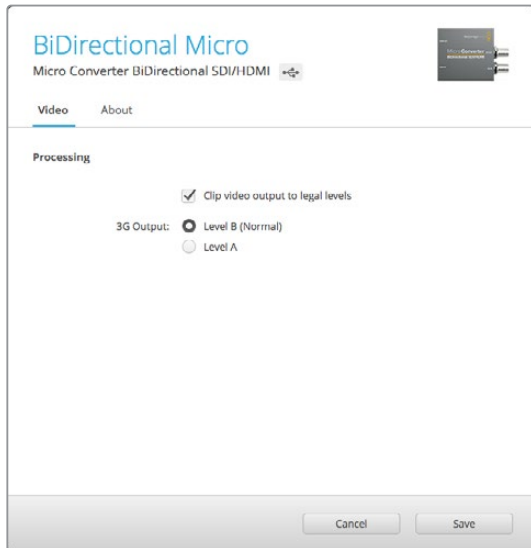 BiDirectional Micro
Micro Converter BiDirectional SDI/HDMI
Video About
Processing
Clip video output to legal levels
3G Output: Level B (Normal)
Level A
Cancel Save